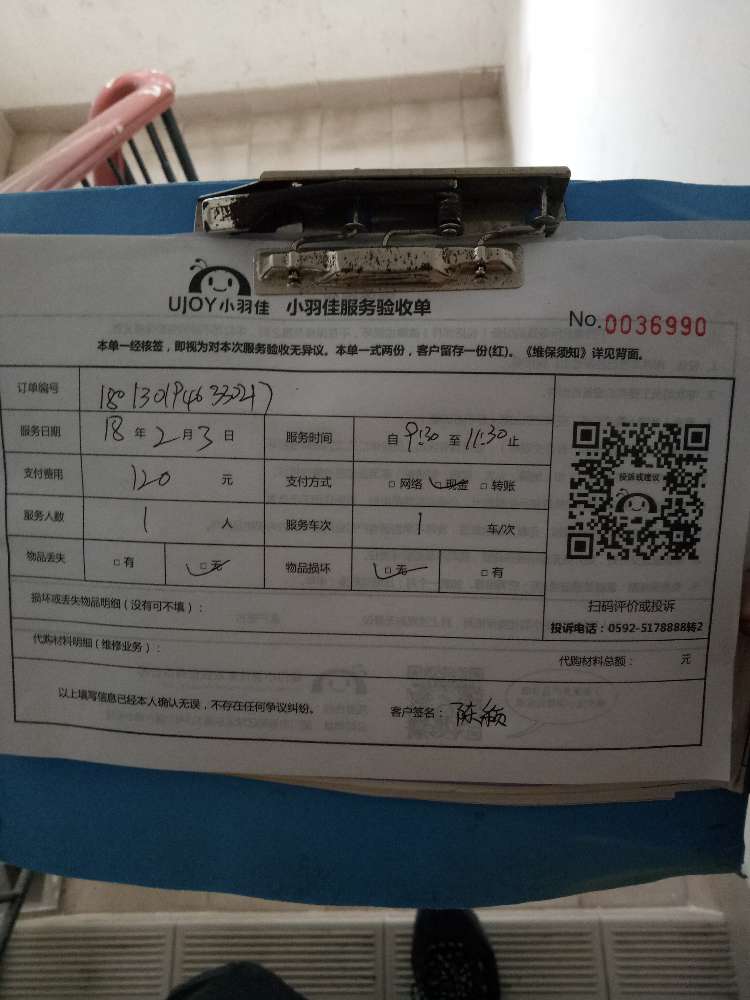 UJOY小羽佳 小羽佳服务验收单
No.0036990
本单一经核签，即视为对本次服务验收无异议。本单一式两份，客户留存一份(红)。《维保须知》详见背面。
订单编号
服务日期 18 年 2 月 3 日 服务时间 自 9:30 至 11:30 止
支付费用 120 元 支付方式 □ 网络 □ 现金 □ 转账
投诉或建议
服务人数 1 人 服务车次 1 车/次
物品丢失 □ 有 □ 无 物品损坏 □ 无 □ 有
损坏或丢失物品明细（没有可不填）：
扫码评价或投诉
投诉电话：0592-5178888转2
代购材料明细（维修业务）： 代购材料总额： 元
以上填写信息已经本人确认无误，不存在任何争议纠纷。 客户签名：陈颖